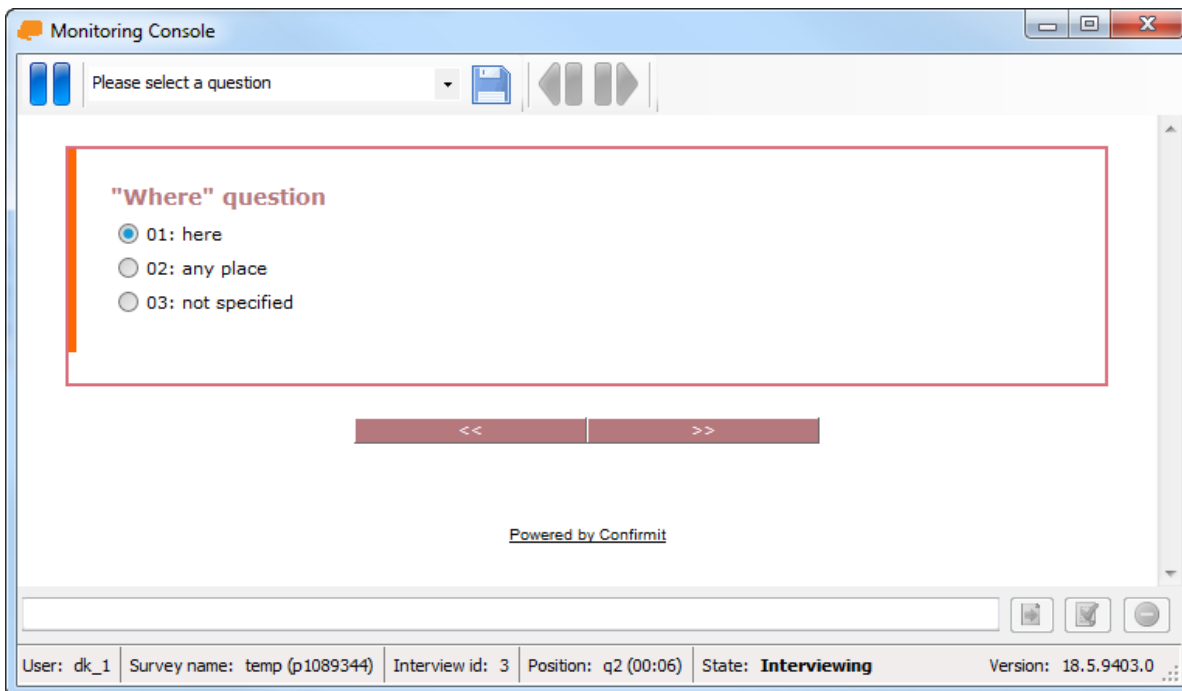 Monitoring Console
Please select a question
"Where" question
01: here
02: any place
03: not specified
<< >>
Powered by Confirmit
User: dk_1 Survey name: temp (p1089344) Interview id: 3 Position: q2 (00:06) State: Interviewing Version: 18.5.9403.0